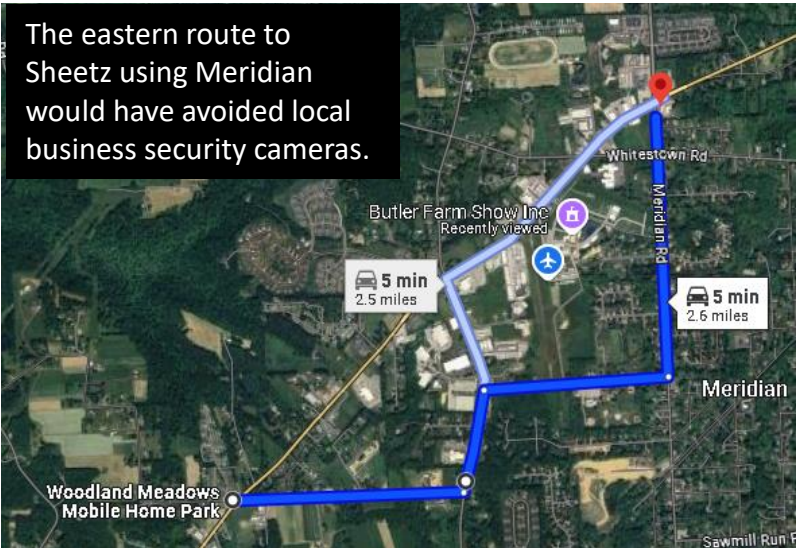 The eastern route to
Sheetz using Meridian
would have avoided local
business security cameras.
Whitestown Rd
Meridian Rd
Butler Farm Show Inc
Recently viewed
5 min
2.5 miles
5 min
2.6 miles
Meridian
Woodland Meadows
Mobile Home Park
Sawmill Run